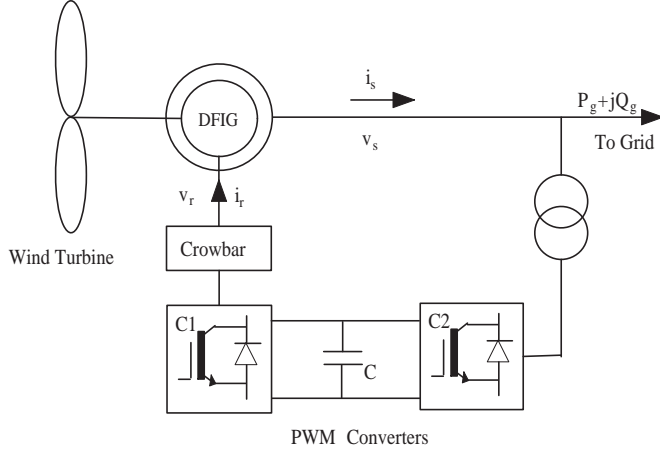 i_s
P_g+jQ_g
DFIG
v_s
To Grid
v_r i_r
Crowbar
Wind Turbine
C1
C2
C
PWM Converters